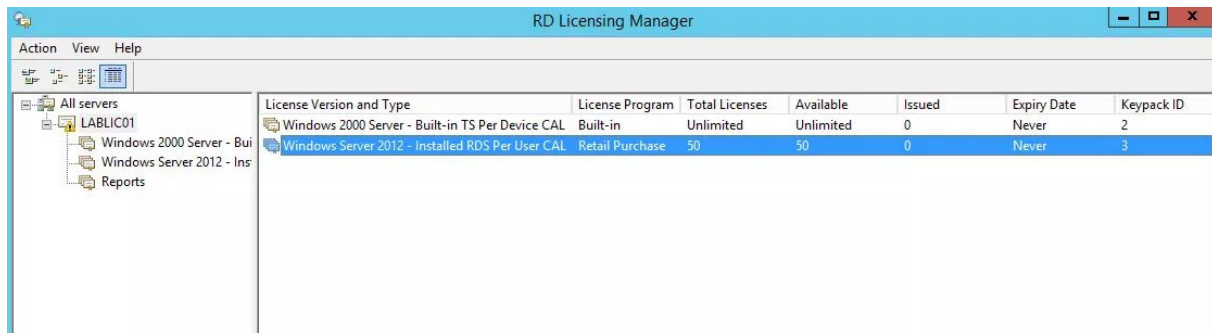 RD Licensing Manager
Action View Help
All servers
LABLIC01
Windows 2000 Server - Bui
Windows Server 2012 - Ins
Reports
License Version and Type License Program Total Licenses Available Issued Expiry Date Keypack ID
Windows 2000 Server - Built-in TS Per Device CAL Built-in Unlimited Unlimited 0 Never 2
Windows Server 2012 - Installed RDS Per User CAL Retail Purchase 50 50 0 Never 3